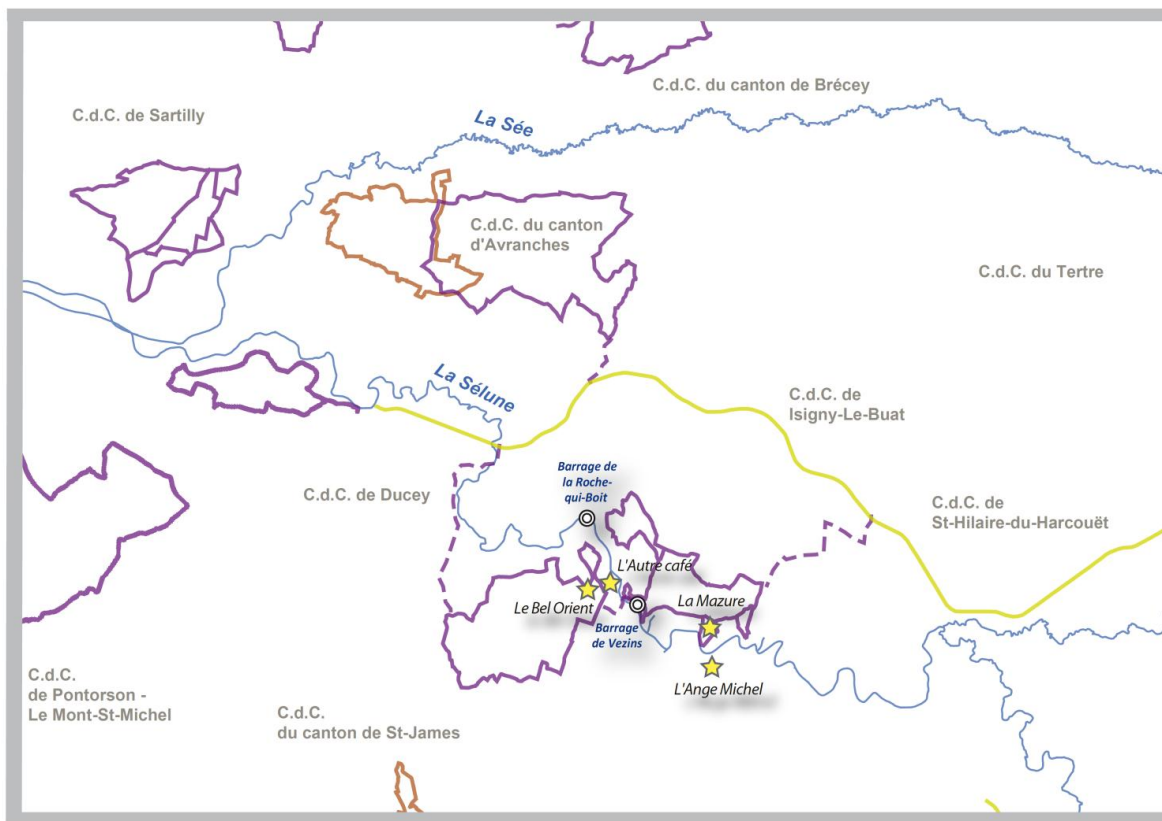 C.d.C. du canton de Brécey
C.d.C. de Sartilly
La Sée
C.d.C. du canton
d'Avranches
C.d.C. du Tertre
La Sélune
C.d.C. de
Isigny-Le-Buat
Barrage de
la Roche-
qui-Boit
C.d.C. de Ducey
C.d.C. de
St-Hilaire-du-Harcouët
L'Autre café
Le Bel Orient
La Mazure
Barrage
de Vezins
L'Ange Michel
C.d.C.
de Pontorson -
Le Mont-St-Michel
C.d.C.
du canton de St-James